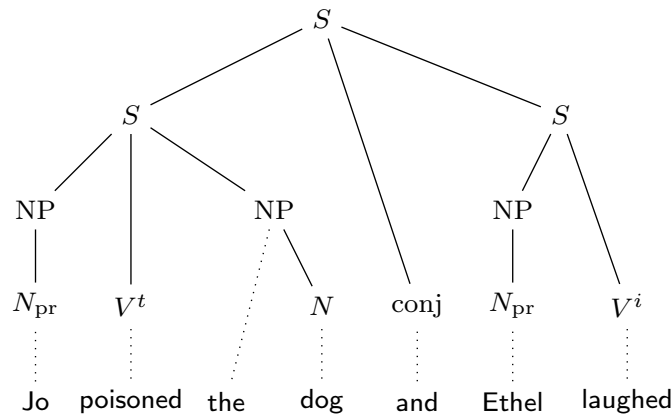 S
S S
NP NP NP
N_pr V^t N conj N_pr V^i
Jo poisoned the dog and Ethel laughed